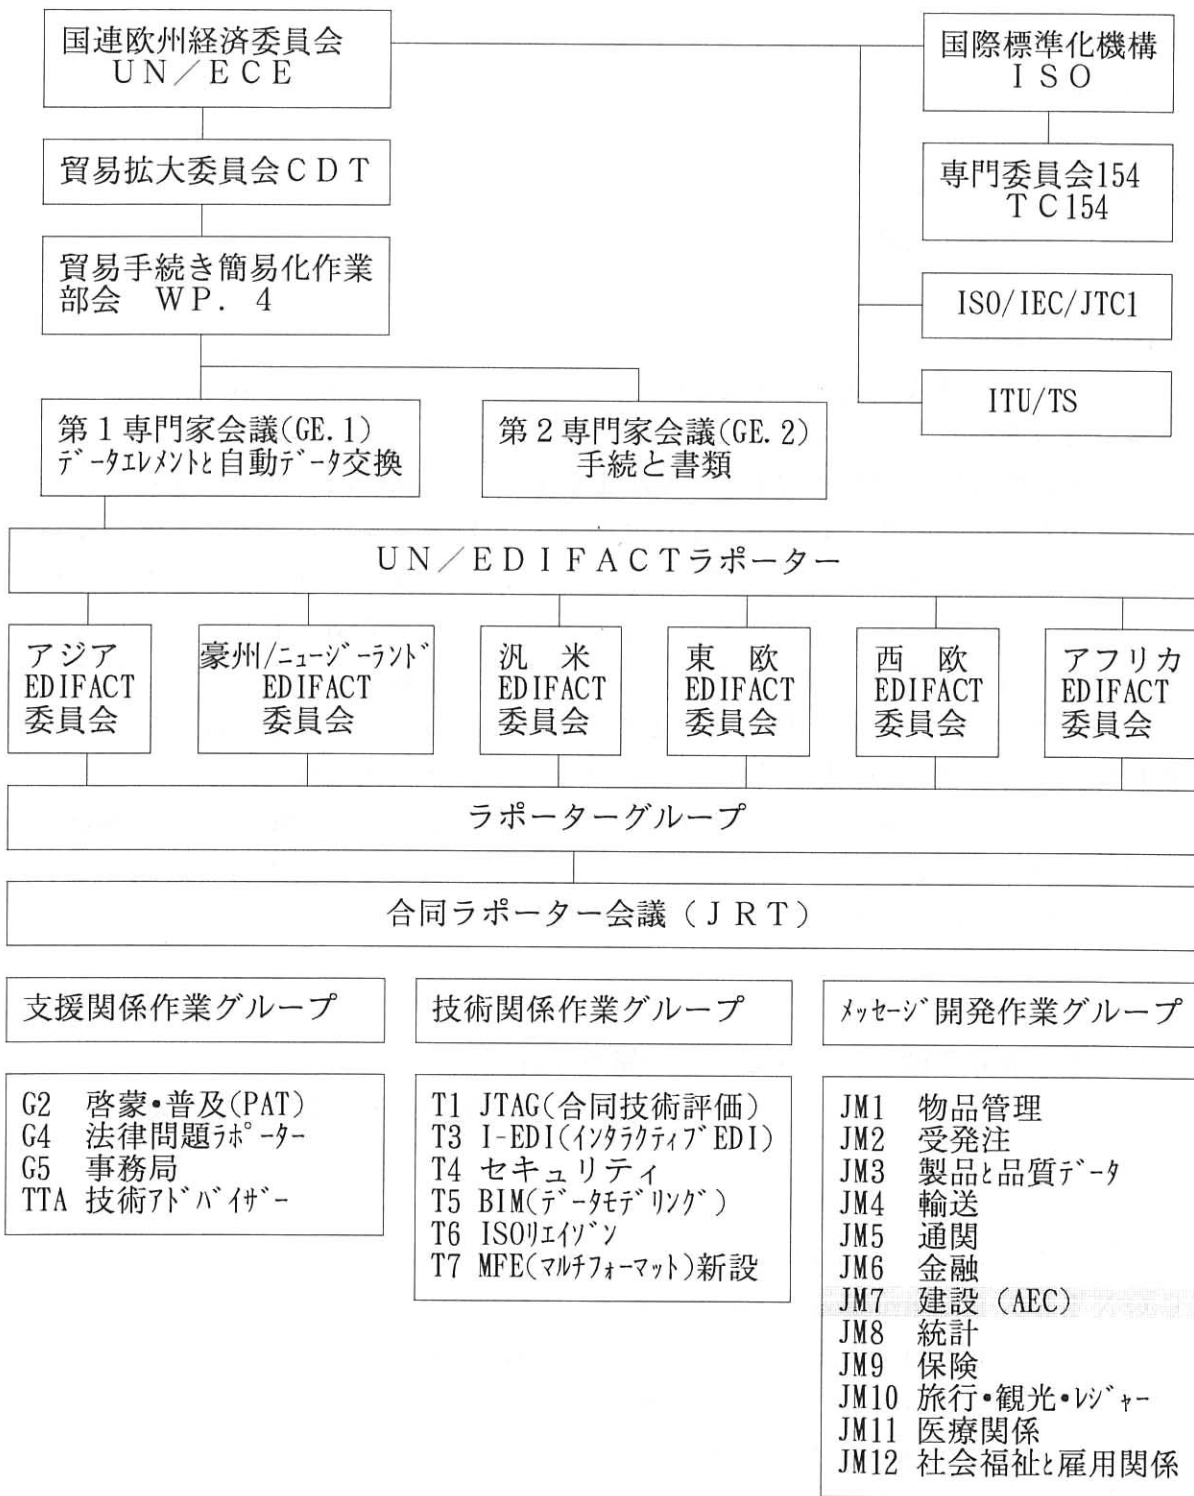 国連欧州経済委員会
UN/ECE
国際標準化機構
ISO
貿易拡大委員会CDT
専門委員会154
TC154
貿易手続き簡易化作業
部会 WP. 4
ISO/IEC/JTC1
ITU/TS
第1専門家会議(GE.1)
データエレメントと自動データ交換
第2専門家会議(GE.2)
手続と書類
UN/EDIFACTラポーター
アジア
EDIFACT
委員会
豪州/ニュージーランド
EDIFACT
委員会
汎 米
EDIFACT
委員会
東 欧
EDIFACT
委員会
西 欧
EDIFACT
委員会
アフリカ
EDIFACT
委員会
ラポーターグループ
合同ラポーター会議(JRT)
支援関係作業グループ
G2 啓蒙・普及(PAT)
G4 法律問題ラポーター
G5 事務局
TTA 技術アドバイザー
技術関係作業グループ
T1 JTAG(合同技術評価)
T3 I-EDI(インタラクティブEDI)
T4 セキュリティ
T5 BIM(データモデリング)
T6 ISOリエイゾン
T7 MFE(マルチフォーマット)新設
メッセージ開発作業グループ
JM1 物品管理
JM2 受発注
JM3 製品と品質データ
JM4 輸送
JM5 通関
JM6 金融
JM7 建設(AEC)
JM8 統計
JM9 保険
JM10 旅行・観光・レジャー
JM11 医療関係
JM12 社会福祉と雇用関係